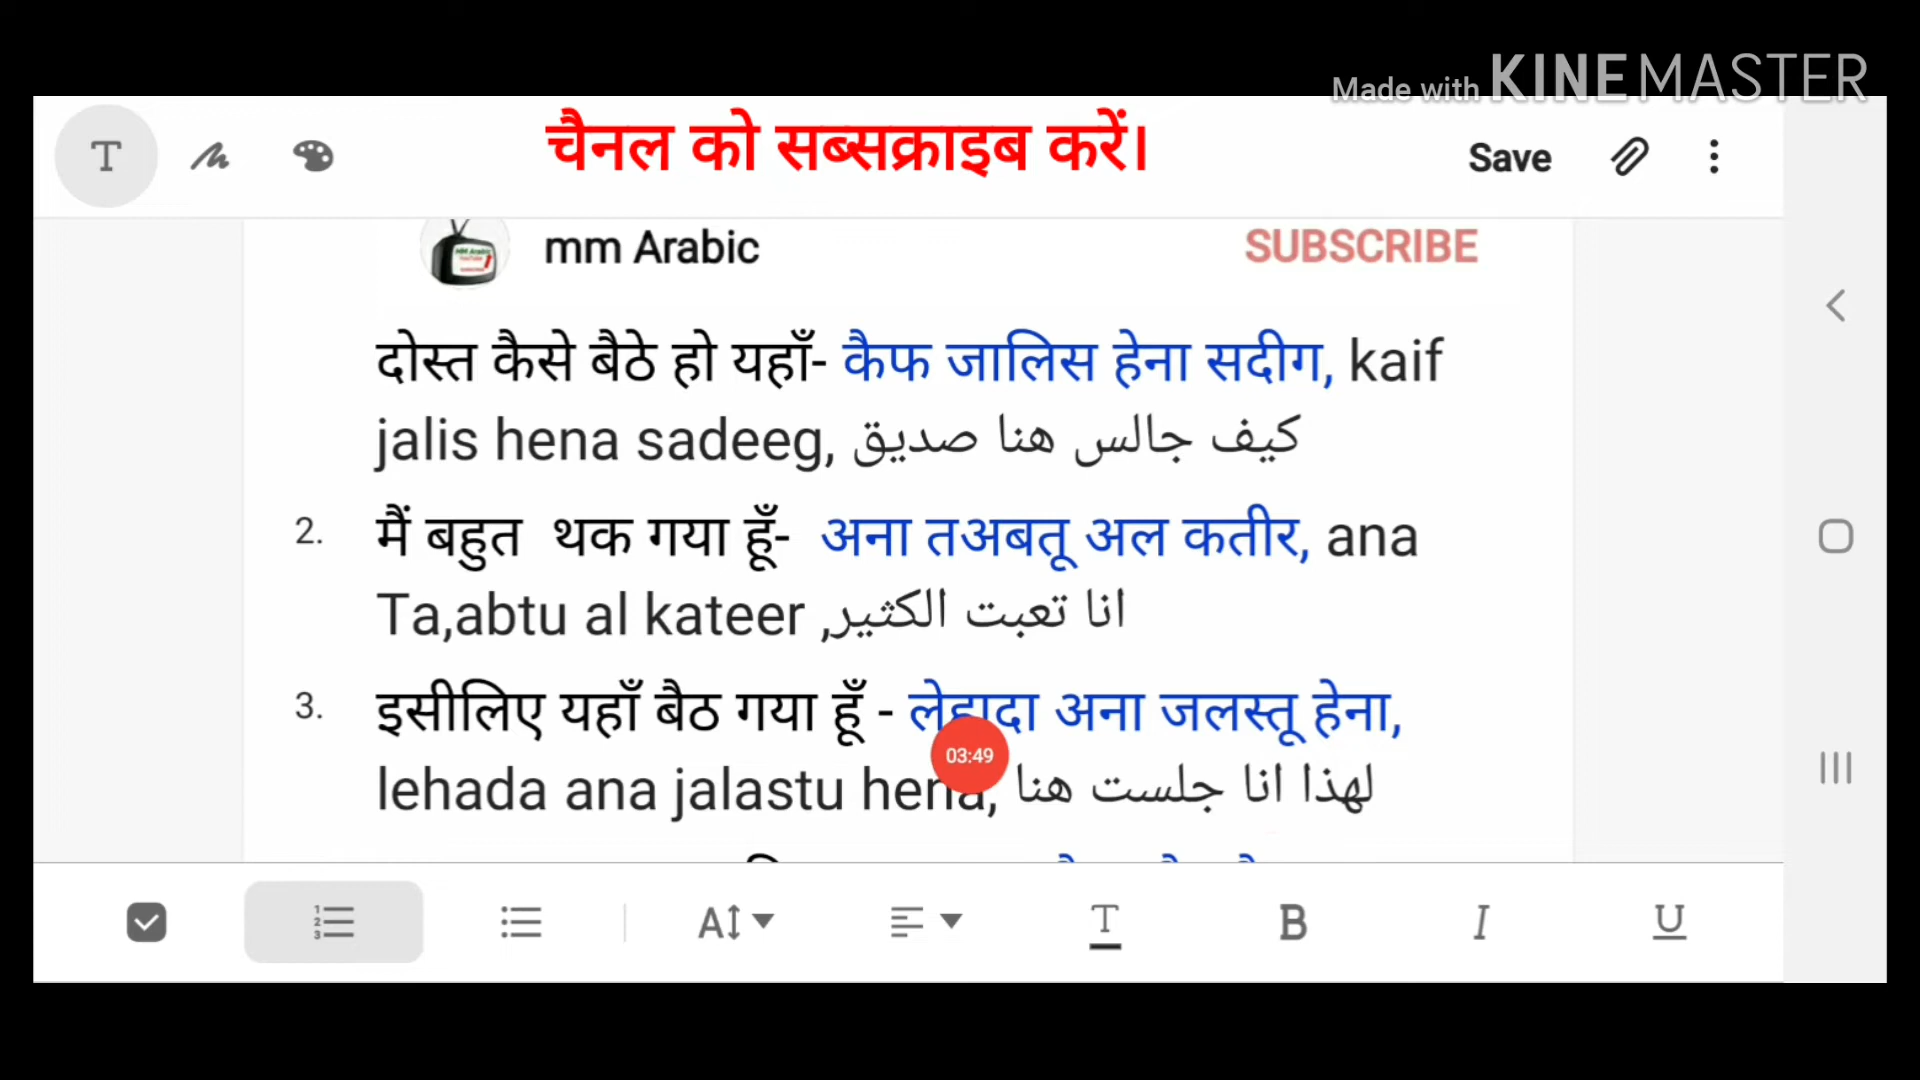 Made with KINEMASTER
चैनल को सब्सक्राइब करें।
Save
mm Arabic SUBSCRIBE
दोस्त कैसे बैठे हो यहाँ- कैफ जालिस हेना सदीग, kaif
jalis hena sadeeg, كيف جالس هنا صديق
2. मैं बहुत थक गया हूँ- अना तअबतू अल कतीर, ana
Ta,abtu al kateer ,انا تعبت الكثير
3. इसीलिए यहाँ बैठ गया हूँ - लेहादा अना जलस्तू हेना,
03:49
lehada ana jalastu hena, لهذا انا جلست هنا